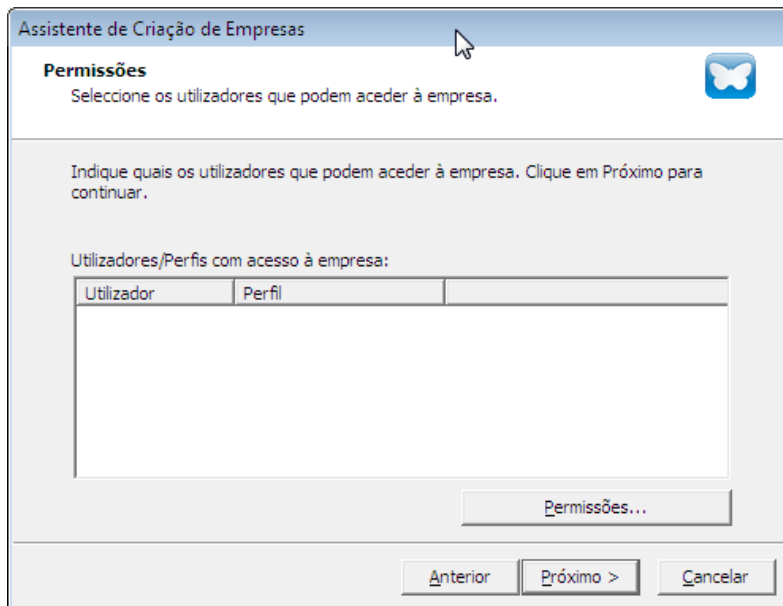 Assistente de Criação de Empresas
Permissões
Seleccione os utilizadores que podem aceder à empresa.
Indique quais os utilizadores que podem aceder à empresa. Clique em Próximo para
continuar.
Utilizadores/Perfis com acesso à empresa:
Utilizador Perfil
Permissões...
Anterior Próximo > Cancelar